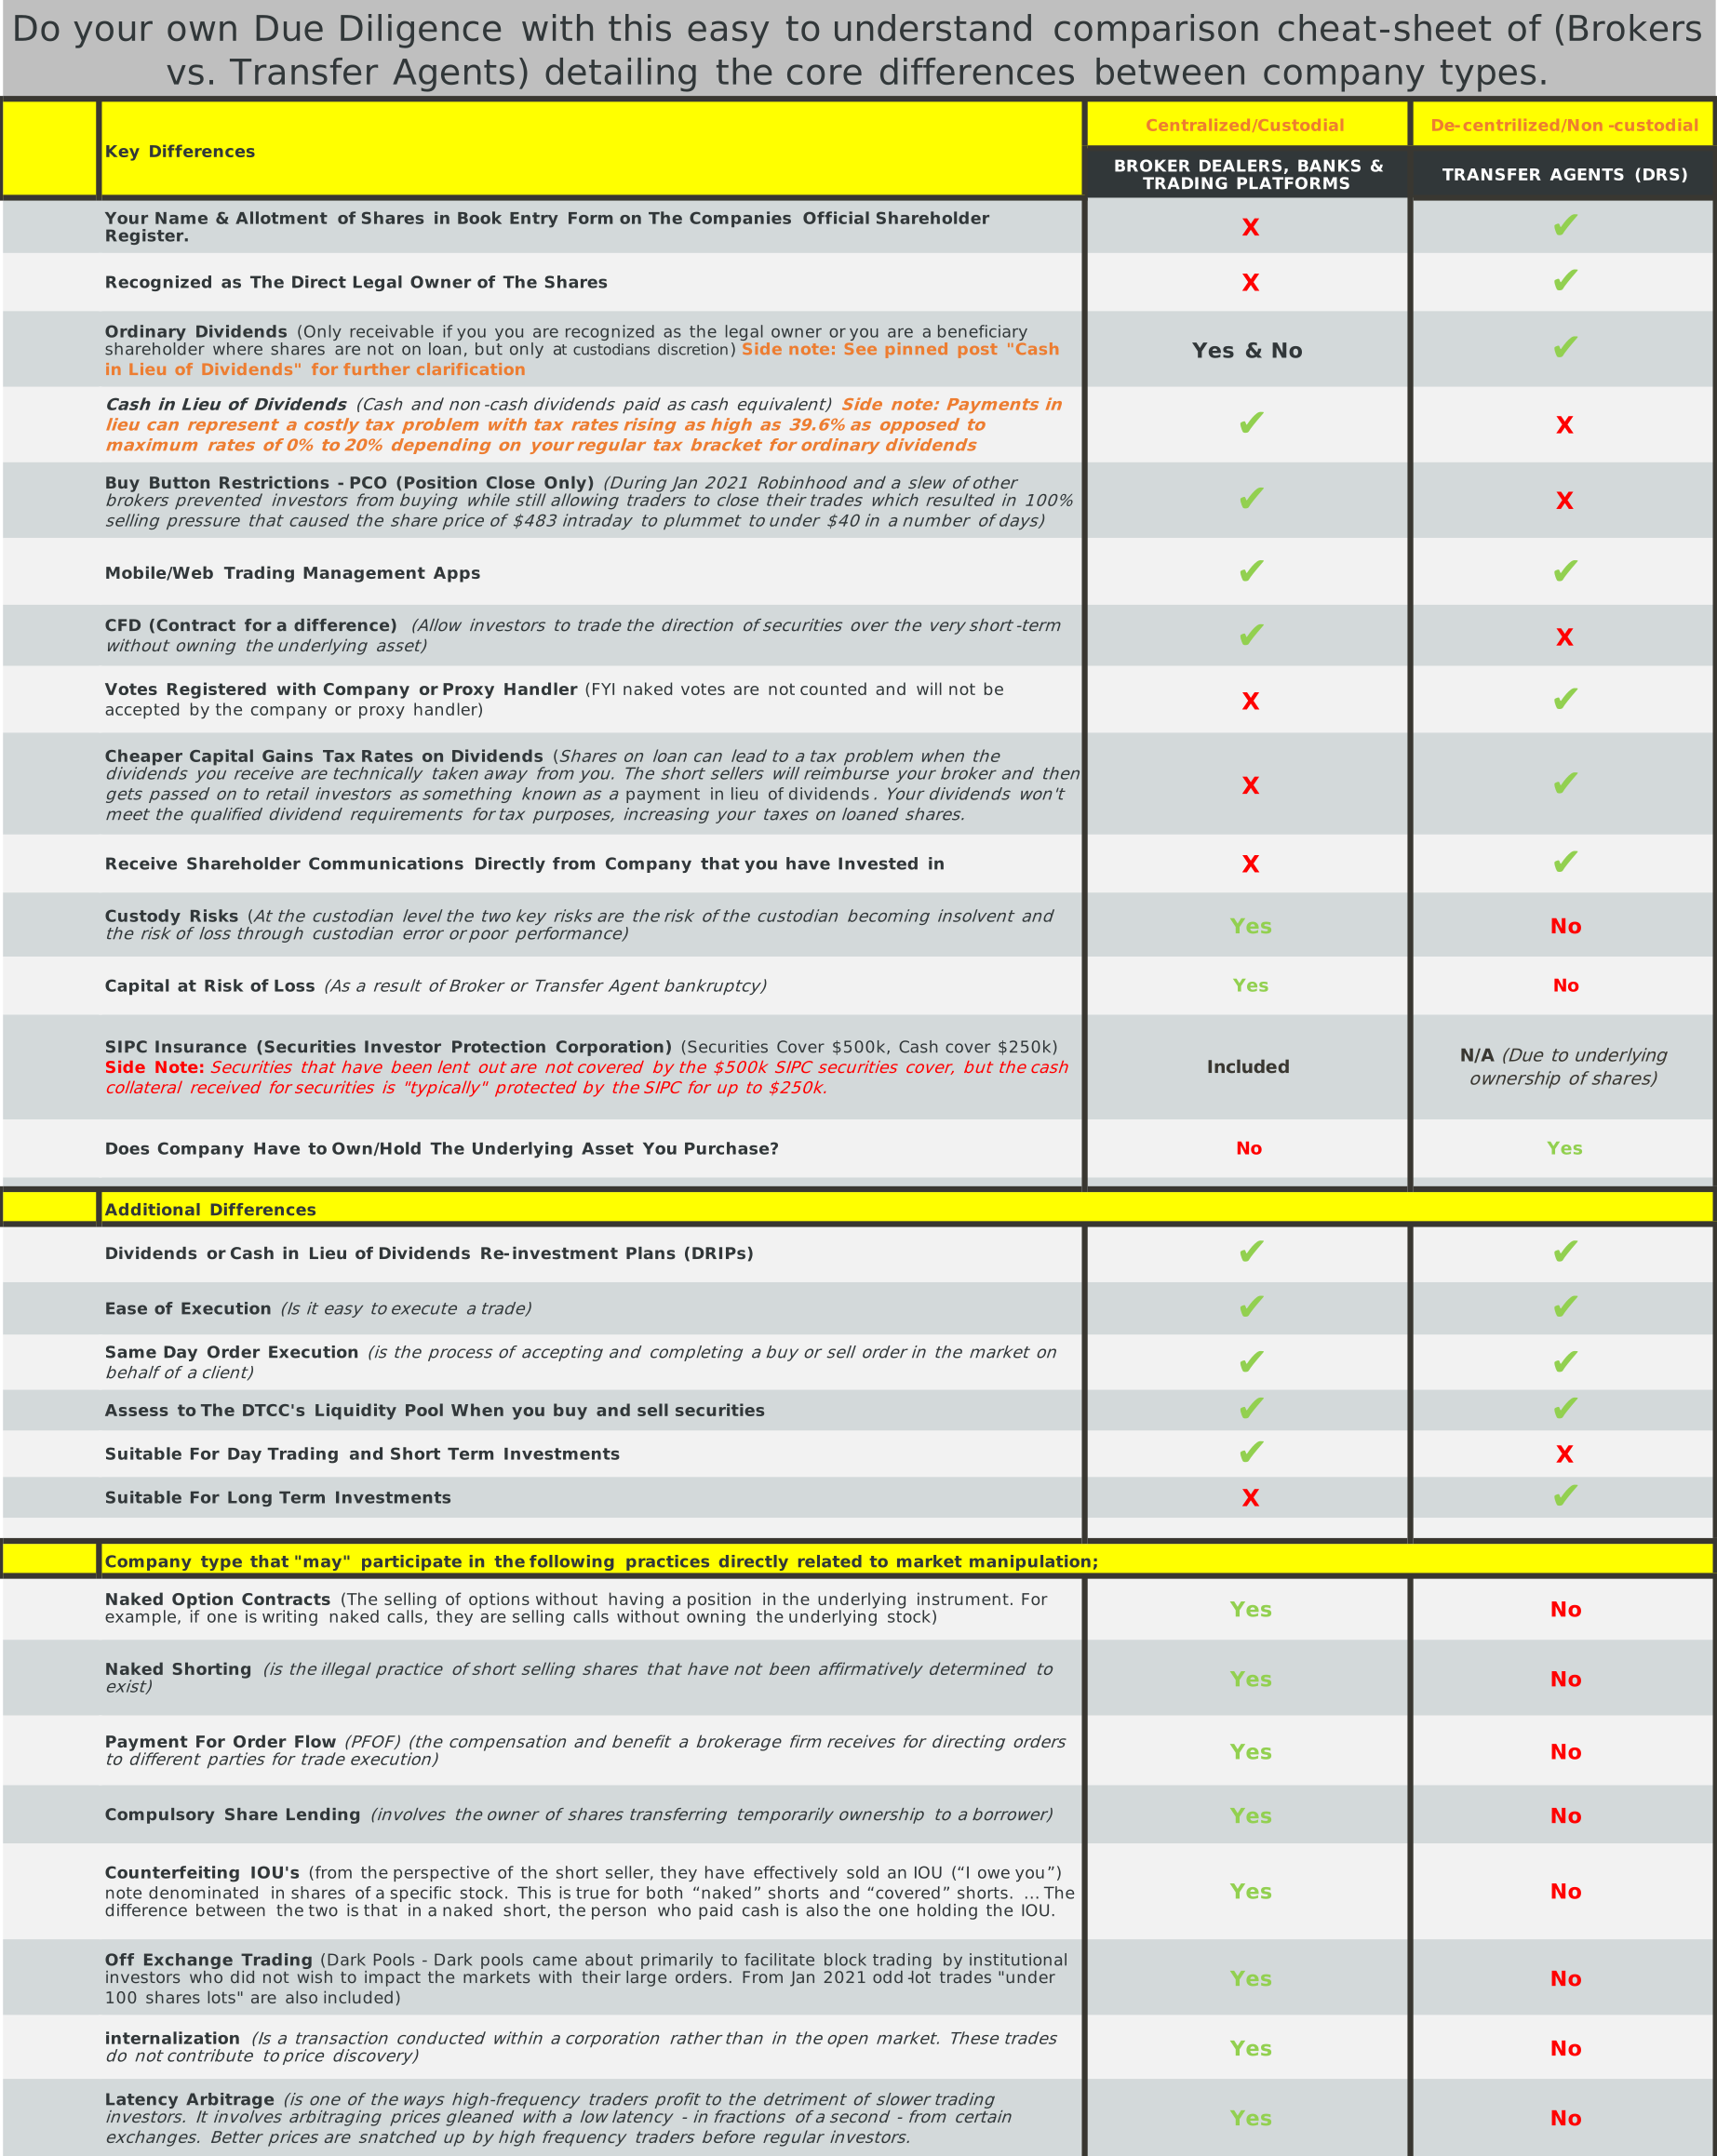 Do your own Due Diligence with this easy to understand comparison cheat-sheet of (Brokers
vs. Transfer Agents) detailing the core differences between company types.
Key Differences
Centralized/Custodial
De-centrilized/Non-custodial
BROKER DEALERS, BANKS &
TRADING PLATFORMS
TRANSFER AGENTS (DRS)
Your Name & Allotment of Shares in Book Entry Form on The Companies Official Shareholder
Register.
X ✔
Recognized as The Direct Legal Owner of The Shares
X ✔
Ordinary Dividends (Only receivable if you you are recognized as the legal owner or you are a beneficiary
shareholder where shares are not on loan, but only at custodians discretion) Side note: See pinned post "Cash
in Lieu of Dividends" for further clarification
Yes & No ✔
Cash in Lieu of Dividends (Cash and non-cash dividends paid as cash equivalent) Side note: Payments in
lieu can represent a costly tax problem with tax rates rising as high as 39.6% as opposed to
maximum rates of 0% to 20% depending on your regular tax bracket for ordinary dividends
✔ X
Buy Button Restrictions - PCO (Position Close Only) (During Jan 2021 Robinhood and a slew of other
brokers prevented investors from buying while still allowing traders to close their trades which resulted in 100%
selling pressure that caused the share price of $483 intraday to plummet to under $40 in a number of days)
✔ X
Mobile/Web Trading Management Apps
✔ ✔
CFD (Contract for a difference) (Allow investors to trade the direction of securities over the very short-term
without owning the underlying asset)
✔ X
Votes Registered with Company or Proxy Handler (FYI naked votes are not counted and will not be
accepted by the company or proxy handler)
X ✔
Cheaper Capital Gains Tax Rates on Dividends (Shares on loan can lead to a tax problem when the
dividends you receive are technically taken away from you. The short sellers will reimburse your broker and then
gets passed on to retail investors as something known as a payment in lieu of dividends. Your dividends won't
meet the qualified dividend requirements for tax purposes, increasing your taxes on loaned shares.
X ✔
Receive Shareholder Communications Directly from Company that you have Invested in
X ✔
Custody Risks (At the custodian level the two key risks are the risk of the custodian becoming insolvent and
the risk of loss through custodian error or poor performance)
Yes No
Capital at Risk of Loss (As a result of Broker or Transfer Agent bankruptcy)
Yes No
SIPC Insurance (Securities Investor Protection Corporation) (Securities Cover $500k, Cash cover $250k)
Side Note: Securities that have been lent out are not covered by the $500k SIPC securities cover, but the cash
collateral received for securities is "typically" protected by the SIPC for up to $250k.
Included
N/A (Due to underlying
ownership of shares)
Does Company Have to Own/Hold The Underlying Asset You Purchase?
No Yes
Additional Differences
Dividends or Cash in Lieu of Dividends Re-investment Plans (DRIPs)
✔ ✔
Ease of Execution (Is it easy to execute a trade)
✔ ✔
Same Day Order Execution (is the process of accepting and completing a buy or sell order in the market on
behalf of a client)
✔ ✔
Assess to The DTCC's Liquidity Pool When you buy and sell securities
✔ ✔
Suitable For Day Trading and Short Term Investments
✔ X
Suitable For Long Term Investments
X ✔
Company type that "may" participate in the following practices directly related to market manipulation;
Naked Option Contracts (The selling of options without having a position in the underlying instrument. For
example, if one is writing naked calls, they are selling calls without owning the underlying stock)
Yes No
Naked Shorting (is the illegal practice of short selling shares that have not been affirmatively determined to
exist)
Yes No
Payment For Order Flow (PFOF) (the compensation and benefit a brokerage firm receives for directing orders
to different parties for trade execution)
Yes No
Compulsory Share Lending (involves the owner of shares transferring temporarily ownership to a borrower)
Yes No
Counterfeiting IOU's (from the perspective of the short seller, they have effectively sold an IOU (“I owe you”)
note denominated in shares of a specific stock. This is true for both “naked” shorts and “covered” shorts. ... The
difference between the two is that in a naked short, the person who paid cash is also the one holding the IOU.
Yes No
Off Exchange Trading (Dark Pools - Dark pools came about primarily to facilitate block trading by institutional
investors who did not wish to impact the markets with their large orders. From Jan 2021 odd-lot trades "under
100 shares lots" are also included)
Yes No
internalization (Is a transaction conducted within a corporation rather than in the open market. These trades
do not contribute to price discovery)
Yes No
Latency Arbitrage (is one of the ways high-frequency traders profit to the detriment of slower trading
investors. It involves arbitraging prices gleaned with a low latency - in fractions of a second - from certain
exchanges. Better prices are snatched up by high frequency traders before regular investors.
Yes No